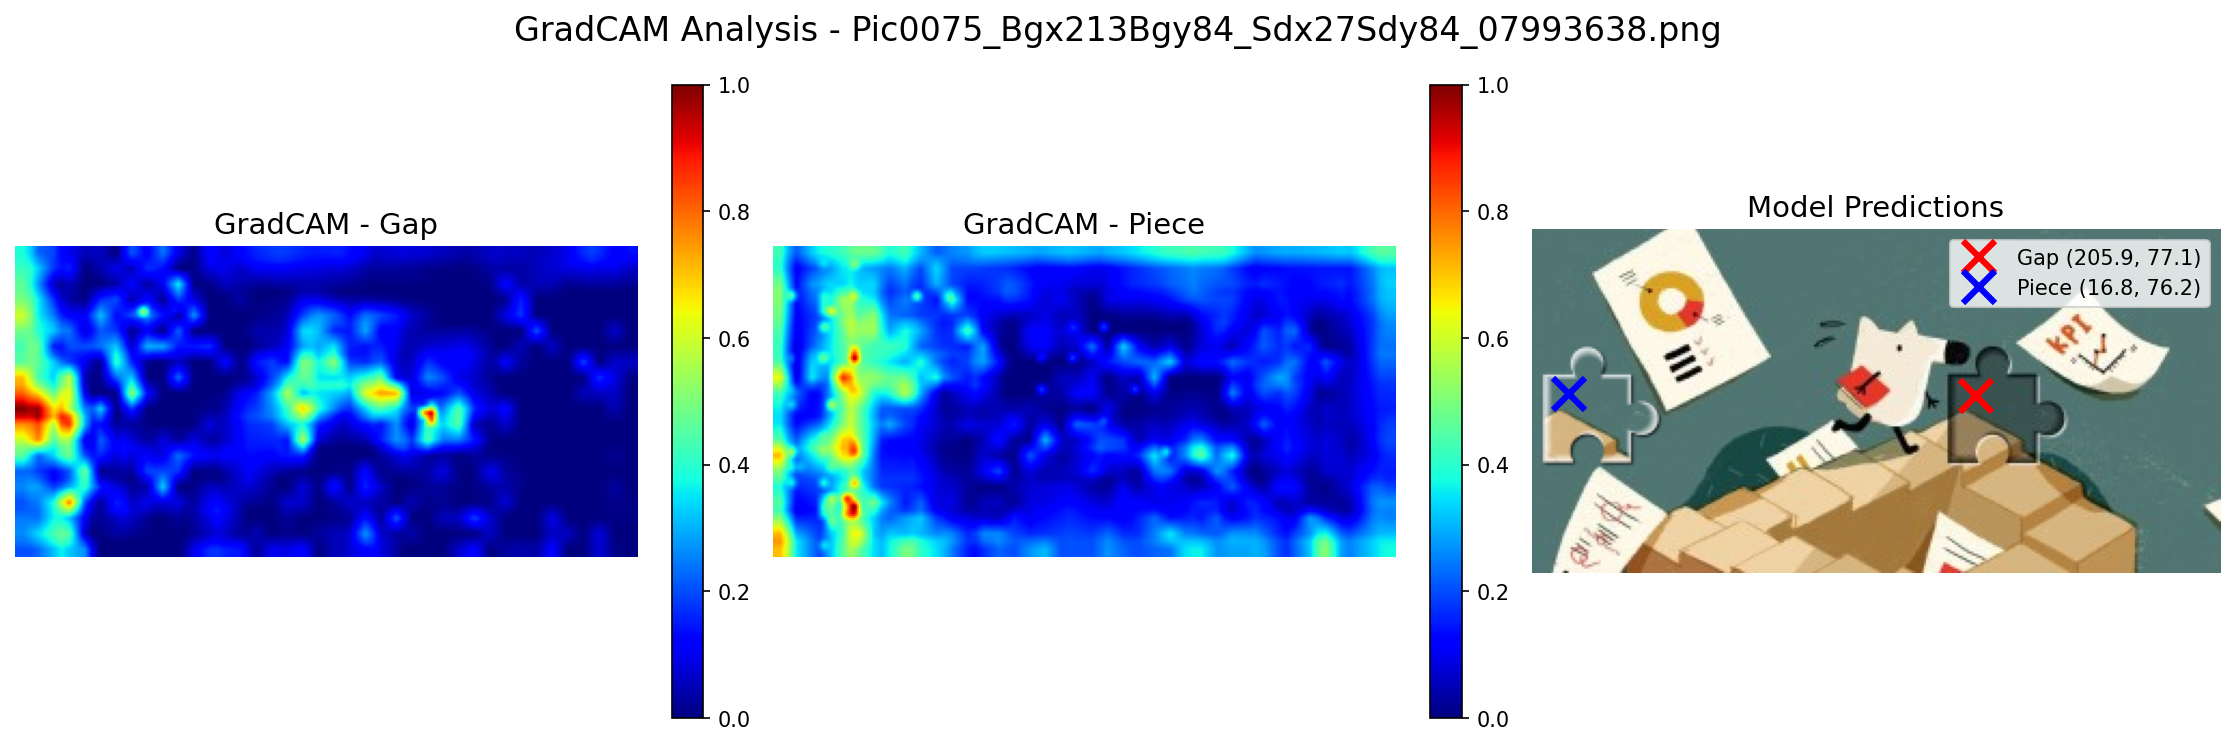 GradCAM Analysis - Pic0075_Bgx213Bgy84_Sdx27Sdy84_07993638.png
GradCAM - Gap
1.0
0.8
0.6
0.4
0.2
0.0
GradCAM - Piece
1.0
0.8
0.6
0.4
0.2
0.0
Model Predictions
Gap (205.9, 77.1)
Piece (16.8, 76.2)
KPI